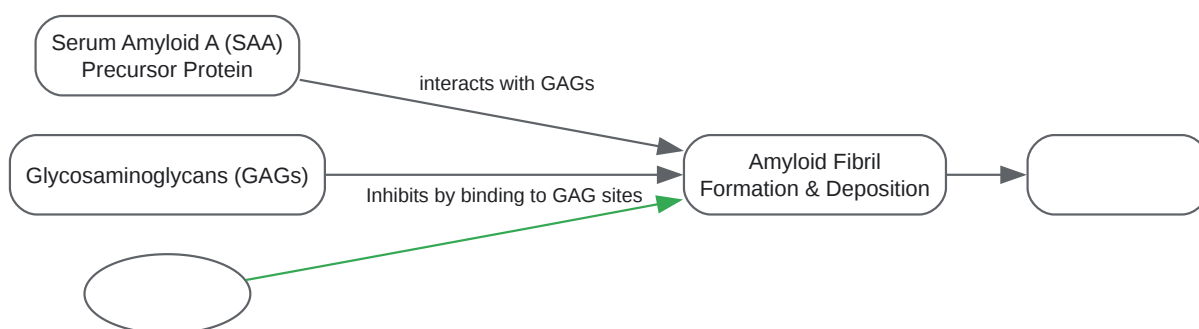 Serum Amyloid A (SAA)
Precursor Protein
interacts with GAGs
Glycosaminoglycans (GAGs)
Inhibits by binding to GAG sites
Amyloid Fibril
Formation & Deposition